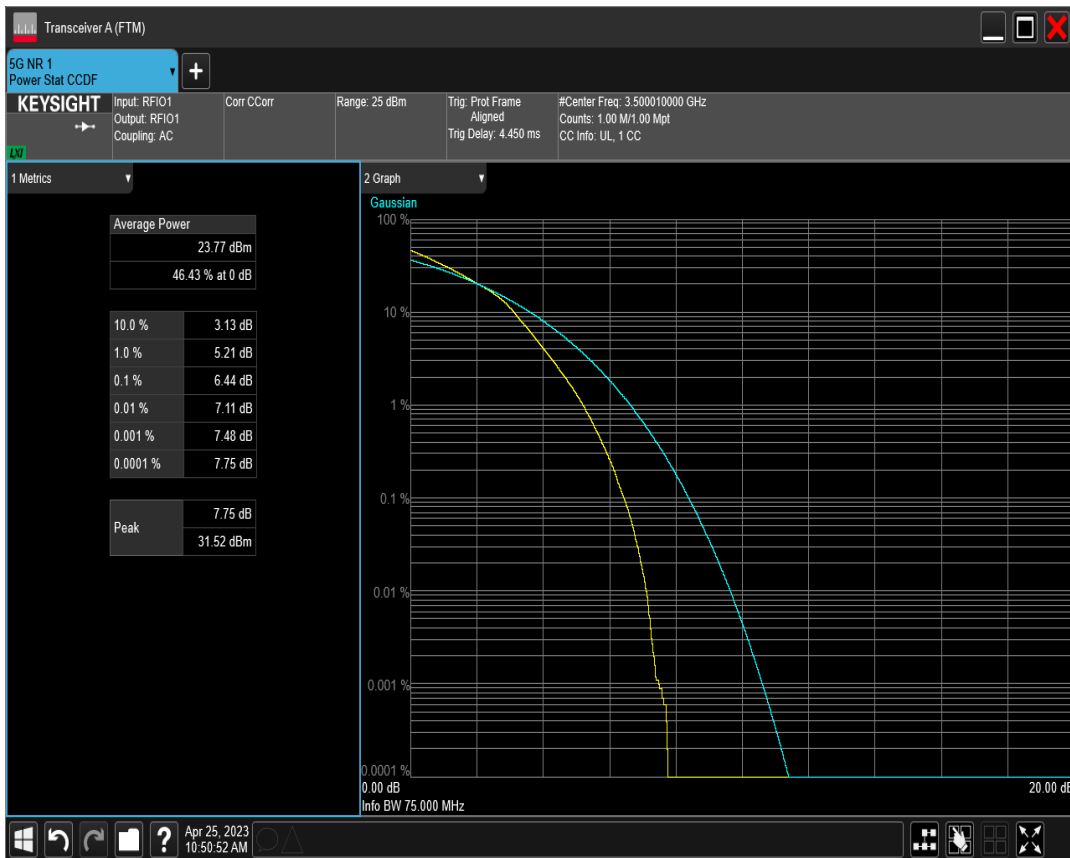 Transceiver A (FTM)
5G NR 1
Power Stat CCDF
KEYSIGHT
LXI
Input: RFIO1
Output: RFIO1
Coupling: AC
Corr CCorr
Range: 25 dBm
Trig: Prot Frame
Aligned
Trig Delay: 4.450 ms
#Center Freq: 3.500010000 GHz
Counts: 1.00 M/1.00 Mpt
CC Info: UL, 1 CC
1 Metrics
Average Power
23.77 dBm
46.43 % at 0 dB
10.0 % 3.13 dB
1.0 % 5.21 dB
0.1 % 6.44 dB
0.01 % 7.11 dB
0.001 % 7.48 dB
0.0001 % 7.75 dB
Peak
7.75 dB
31.52 dBm
2 Graph
Gaussian
100 %
10 %
1 %
0.1 %
0.01 %
0.001 %
0.0001 %
0.00 dB 20.00 dB
Info BW 75.000 MHz
?
Apr 25, 2023
10:50:52 AM